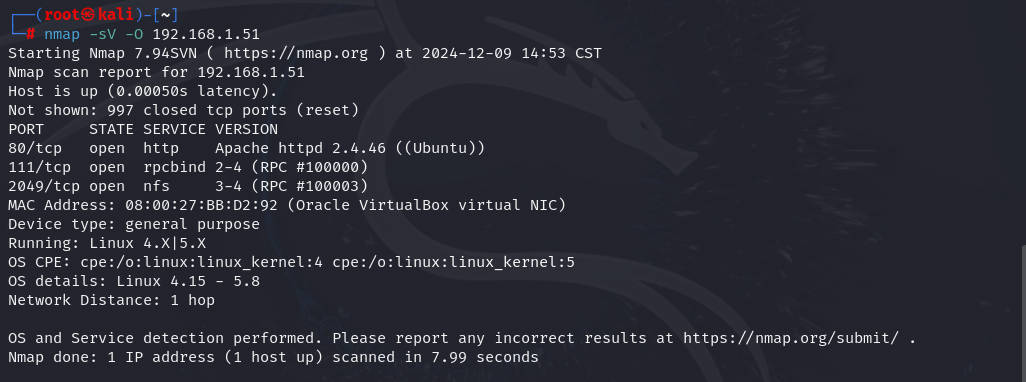 ┌──(root㉿kali)-[~]
└─# nmap -sV -O 192.168.1.51
Starting Nmap 7.94SVN ( https://nmap.org ) at 2024-12-09 14:53 CST
Nmap scan report for 192.168.1.51
Host is up (0.00050s latency).
Not shown: 997 closed tcp ports (reset)
PORT     STATE SERVICE VERSION
80/tcp   open  http    Apache httpd 2.4.46 ((Ubuntu))
111/tcp  open  rpcbind 2-4 (RPC #100000)
2049/tcp open  nfs     3-4 (RPC #100003)
MAC Address: 08:00:27:BB:D2:92 (Oracle VirtualBox virtual NIC)
Device type: general purpose
Running: Linux 4.X|5.X
OS CPE: cpe:/o:linux:linux_kernel:4 cpe:/o:linux:linux_kernel:5
OS details: Linux 4.15 - 5.8
Network Distance: 1 hop

OS and Service detection performed. Please report any incorrect results at https://nmap.org/submit/ .
Nmap done: 1 IP address (1 host up) scanned in 7.99 seconds